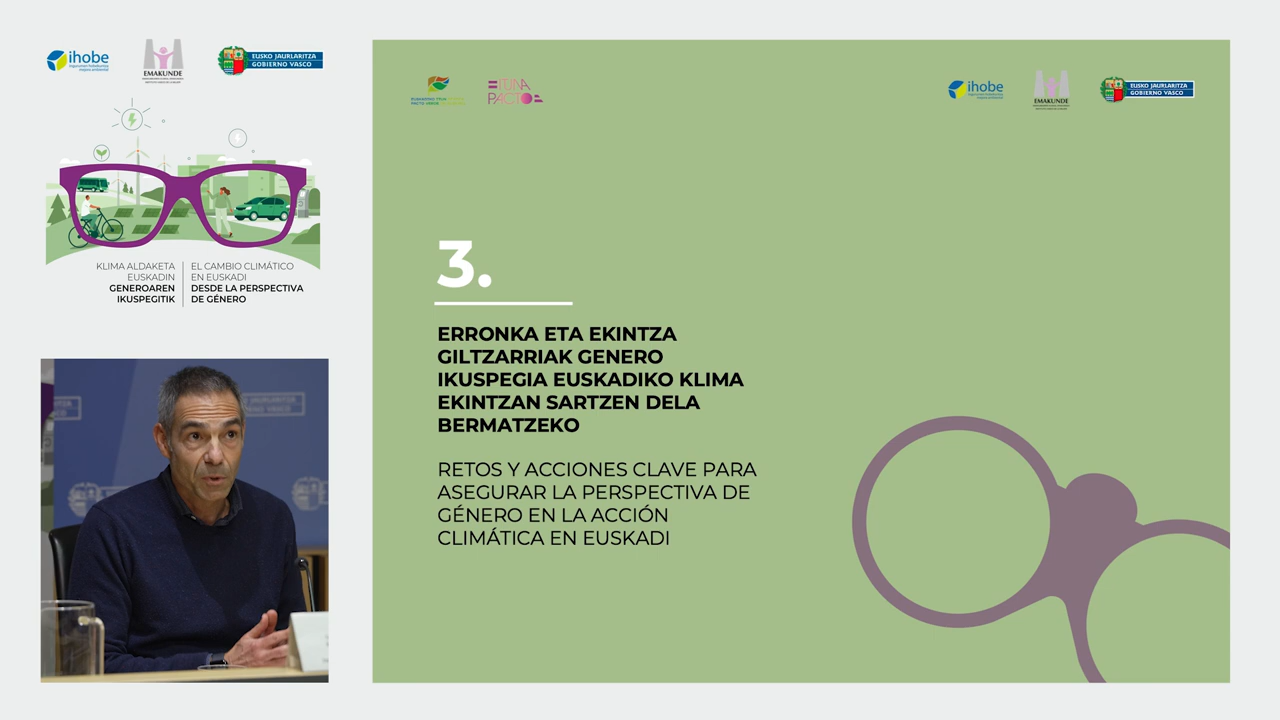 ihobe
EMAKUNDE
EUSKO JAURLARITZA
GOBIERNO VASCO
KLIMA ALDAKETA
EUSKADIN
GENEROAREN
IKUSPEGITIK
EL CAMBIO CLIMÁTICO
EN EUSKADI
DESDE LA PERSPECTIVA
DE GÉNERO
PACTO
ihobe
EMAKUNDE
EUSKO JAURLARITZA
GOBIERNO VASCO
3.
ERRONKA ETA EKINTZA
GILTZARRIAK GENERO
IKUSPEGIA EUSKADIKO KLIMA
EKINTZAN SARTZEN DELA
BERMATZEKO
RETOS Y ACCIONES CLAVE PARA
ASEGURAR LA PERSPECTIVA DE
GÉNERO EN LA ACCIÓN
CLIMÁTICA EN EUSKADI